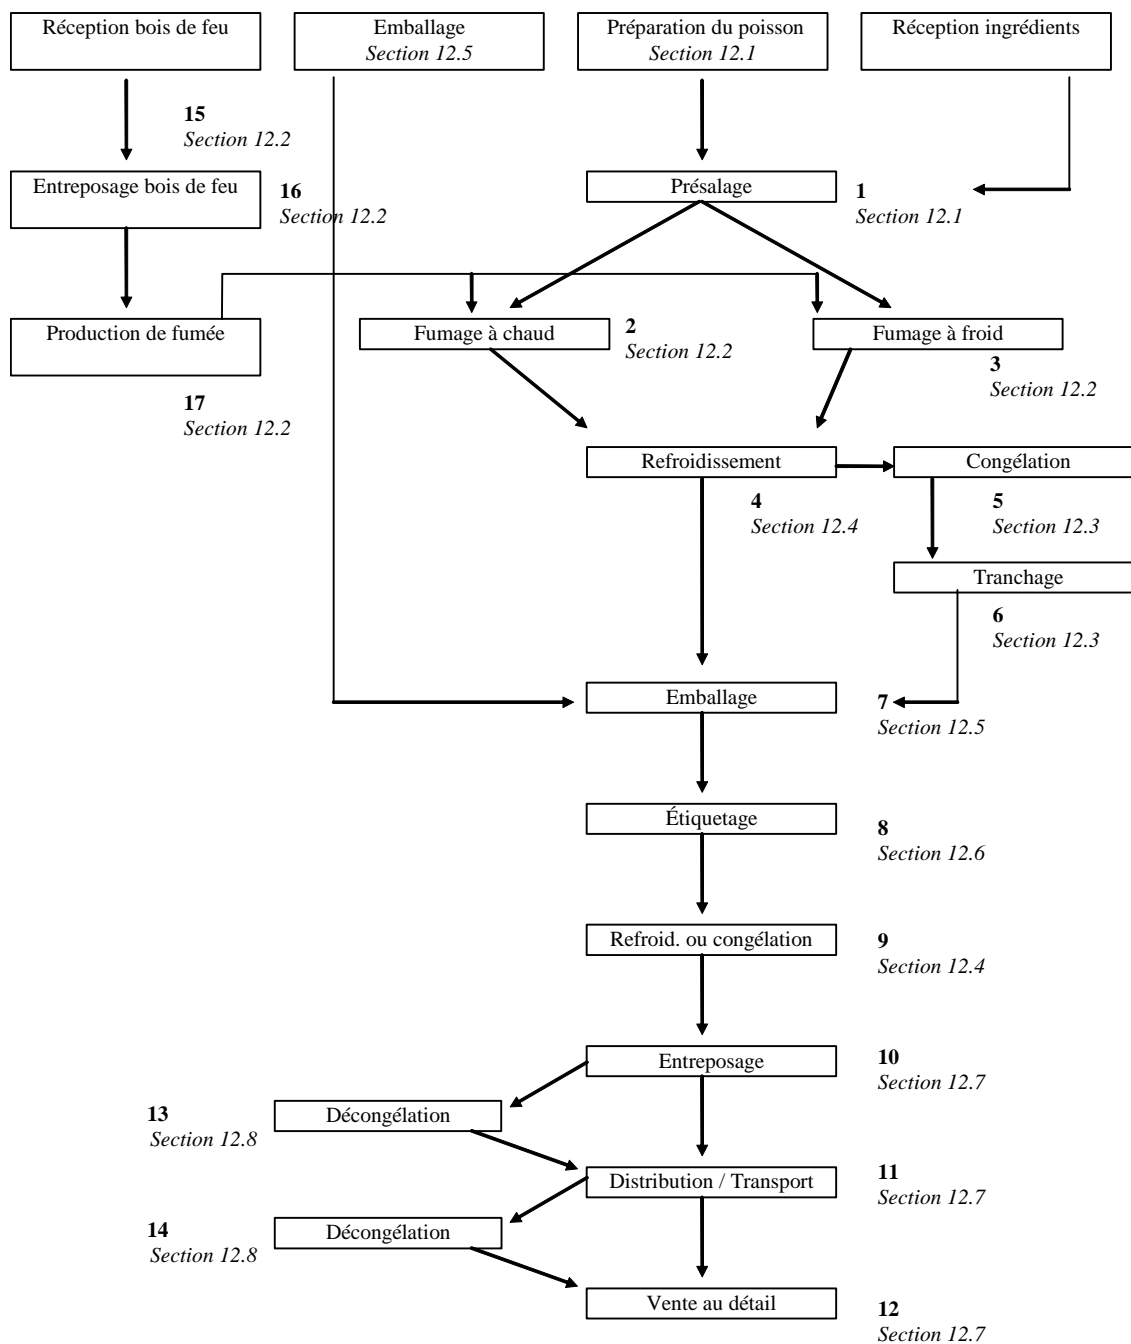 Réception bois de feu
Emballage
Section 12.5
Préparation du poisson
Section 12.1
Réception ingrédients
15
Section 12.2
Entreposage bois de feu
16
Section 12.2
Présalage
1
Section 12.1
Production de fumée
17
Section 12.2
Fumage à chaud
2
Section 12.2
Fumage à froid
3
Section 12.2
Refroidissement
4
Section 12.4
Congélation
5
Section 12.3
Tranchage
6
Section 12.3
Emballage
7
Section 12.5
Étiquetage
8
Section 12.6
Refroid. ou congélation
9
Section 12.4
Entreposage
10
Section 12.7
13
Section 12.8
Décongélation
Distribution / Transport
11
Section 12.7
14
Section 12.8
Décongélation
Vente au détail
12
Section 12.7